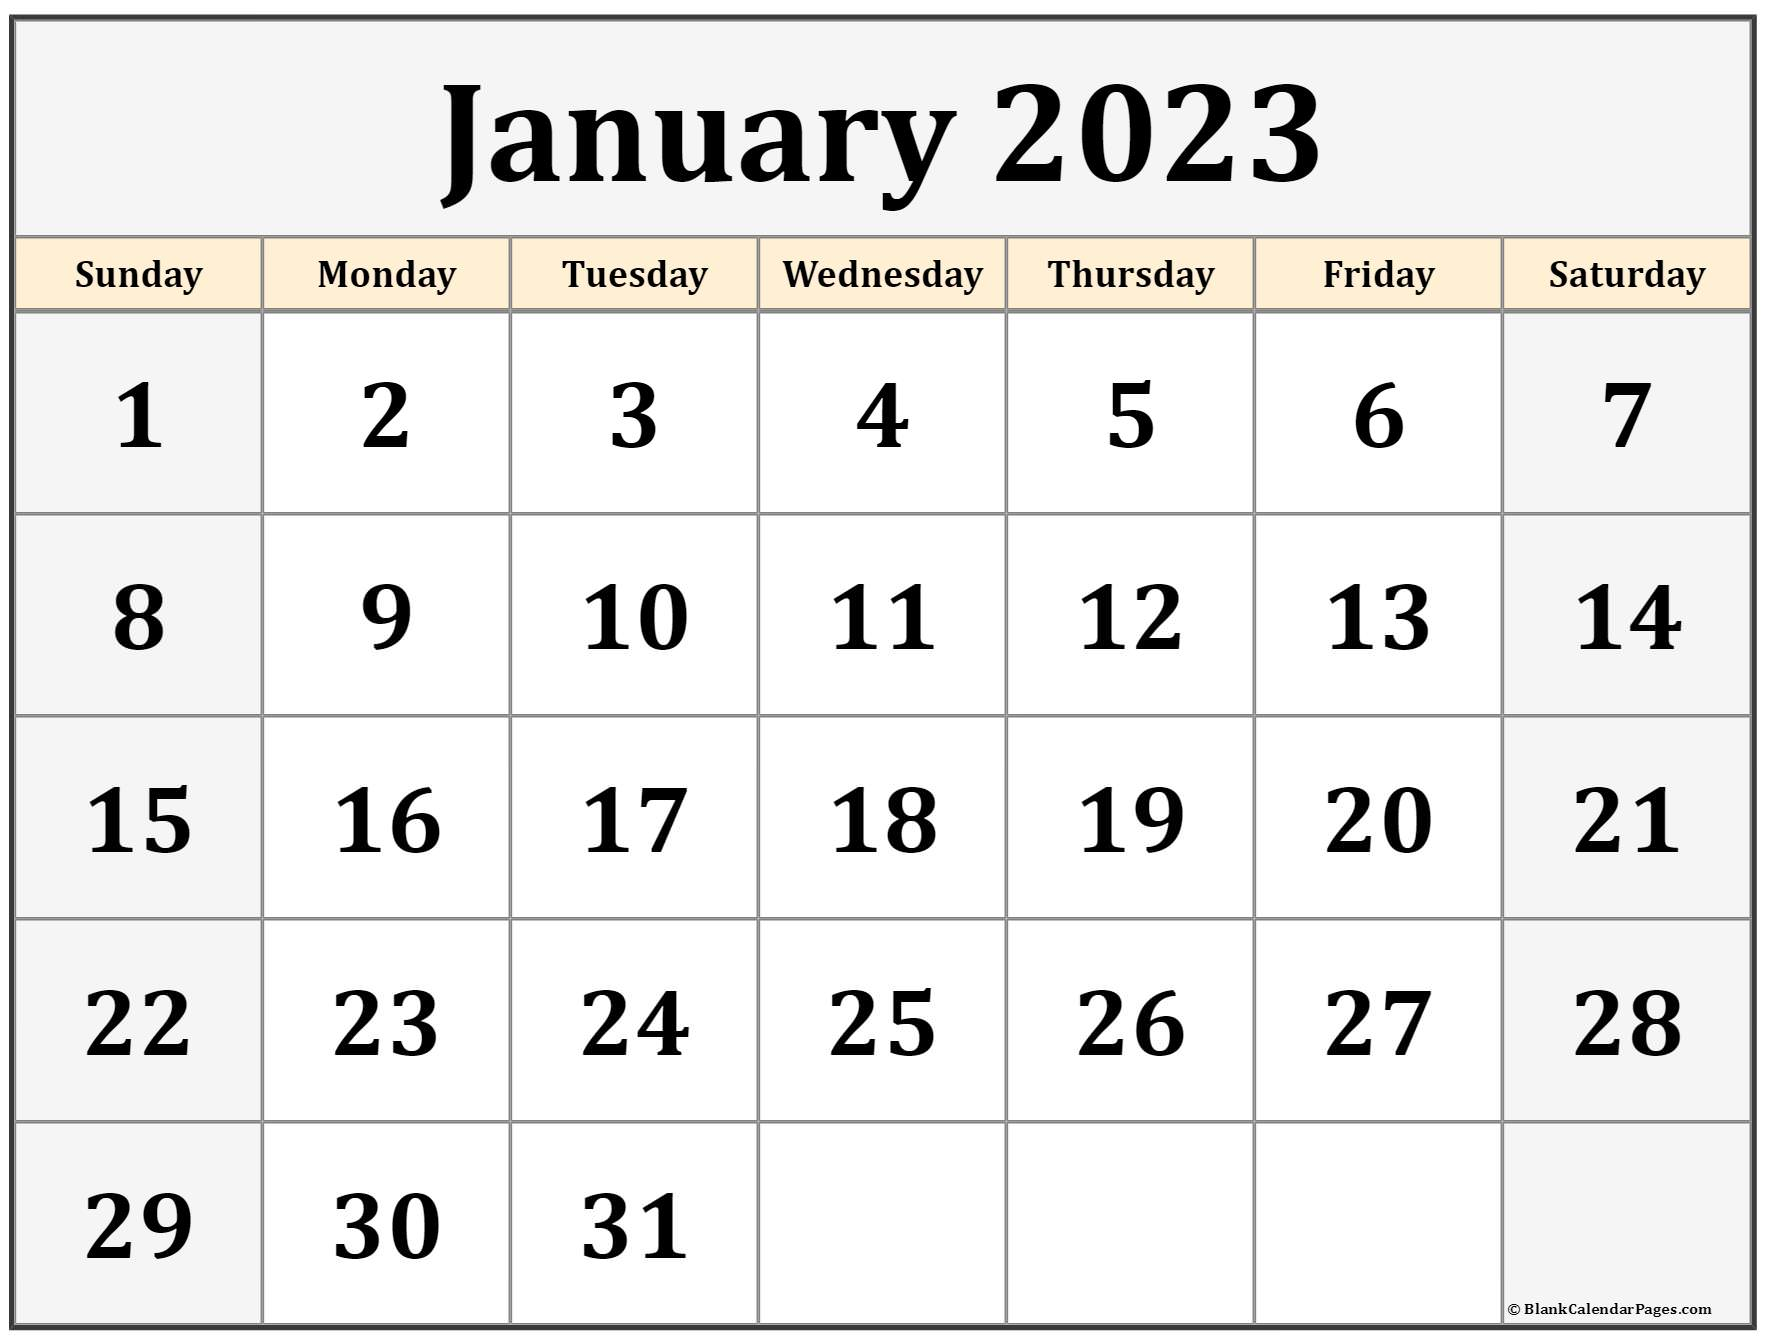 January 2023
Sunday Monday Tuesday Wednesday Thursday Friday Saturday
1 2 3 4 5 6 7
8 9 10 11 12 13 14
15 16 17 18 19 20 21
22 23 24 25 26 27 28
29 30 31
© BlankCalendarPages.com